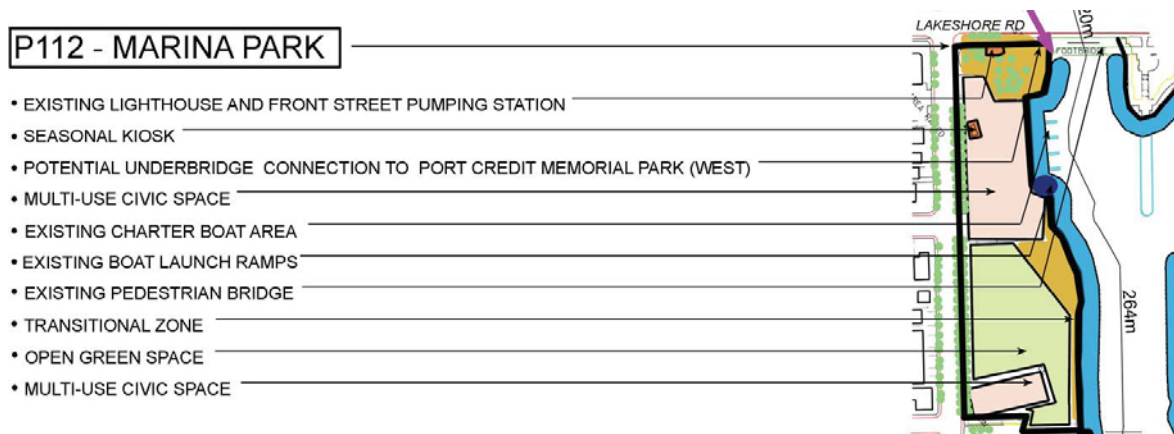 LAKESHORE RD
P112 - MARINA PARK
20m
FOOTBRIDGE
• EXISTING LIGHTHOUSE AND FRONT STREET PUMPING STATION
• SEASONAL KIOSK
• POTENTIAL UNDERBRIDGE CONNECTION TO PORT CREDIT MEMORIAL PARK (WEST)
• MULTI-USE CIVIC SPACE
• EXISTING CHARTER BOAT AREA
• EXISTING BOAT LAUNCH RAMPS
• EXISTING PEDESTRIAN BRIDGE
264m
• TRANSITIONAL ZONE
• OPEN GREEN SPACE
• MULTI-USE CIVIC SPACE